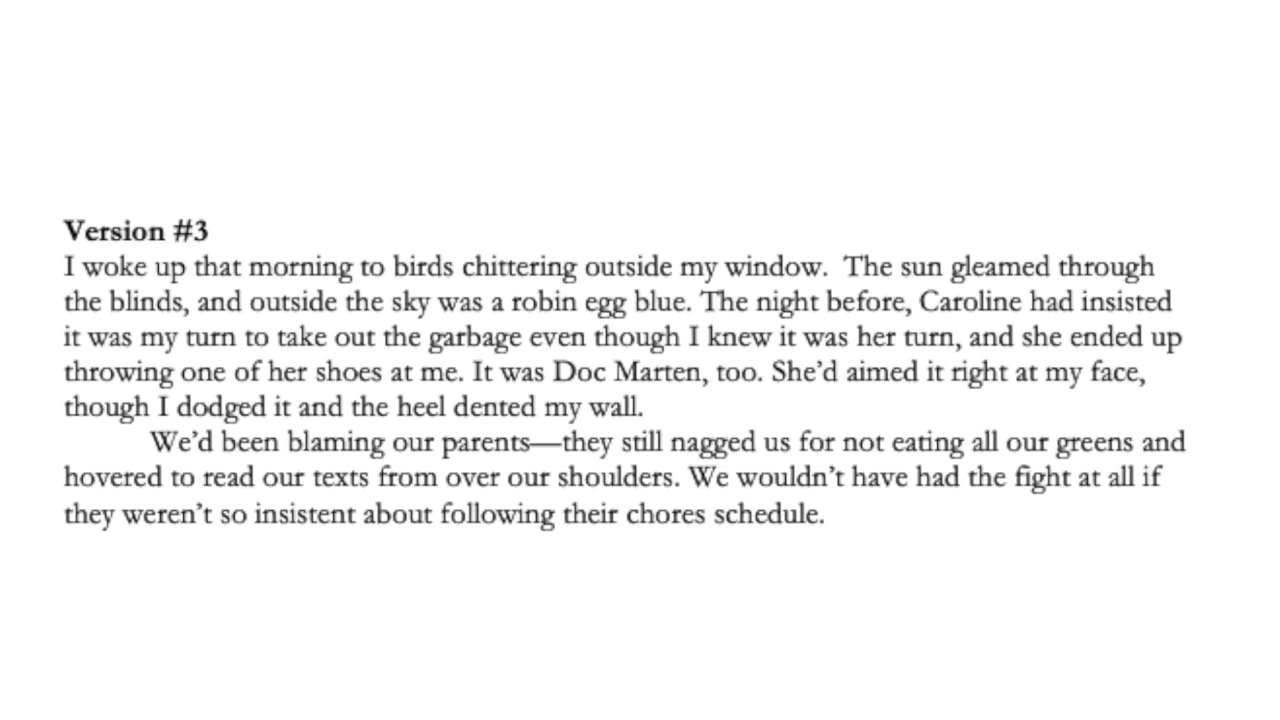 Version #3
I woke up that morning to birds chittering outside my window.  The sun gleamed through
the blinds, and outside the sky was a robin egg blue. The night before, Caroline had insisted
it was my turn to take out the garbage even though I knew it was her turn, and she ended up
throwing one of her shoes at me. It was Doc Marten, too. She’d aimed it right at my face,
though I dodged it and the heel dented my wall.
We’d been blaming our parents—they still nagged us for not eating all our greens and
hovered to read our texts from over our shoulders. We wouldn’t have had the fight at all if
they weren’t so insistent about following their chores schedule.